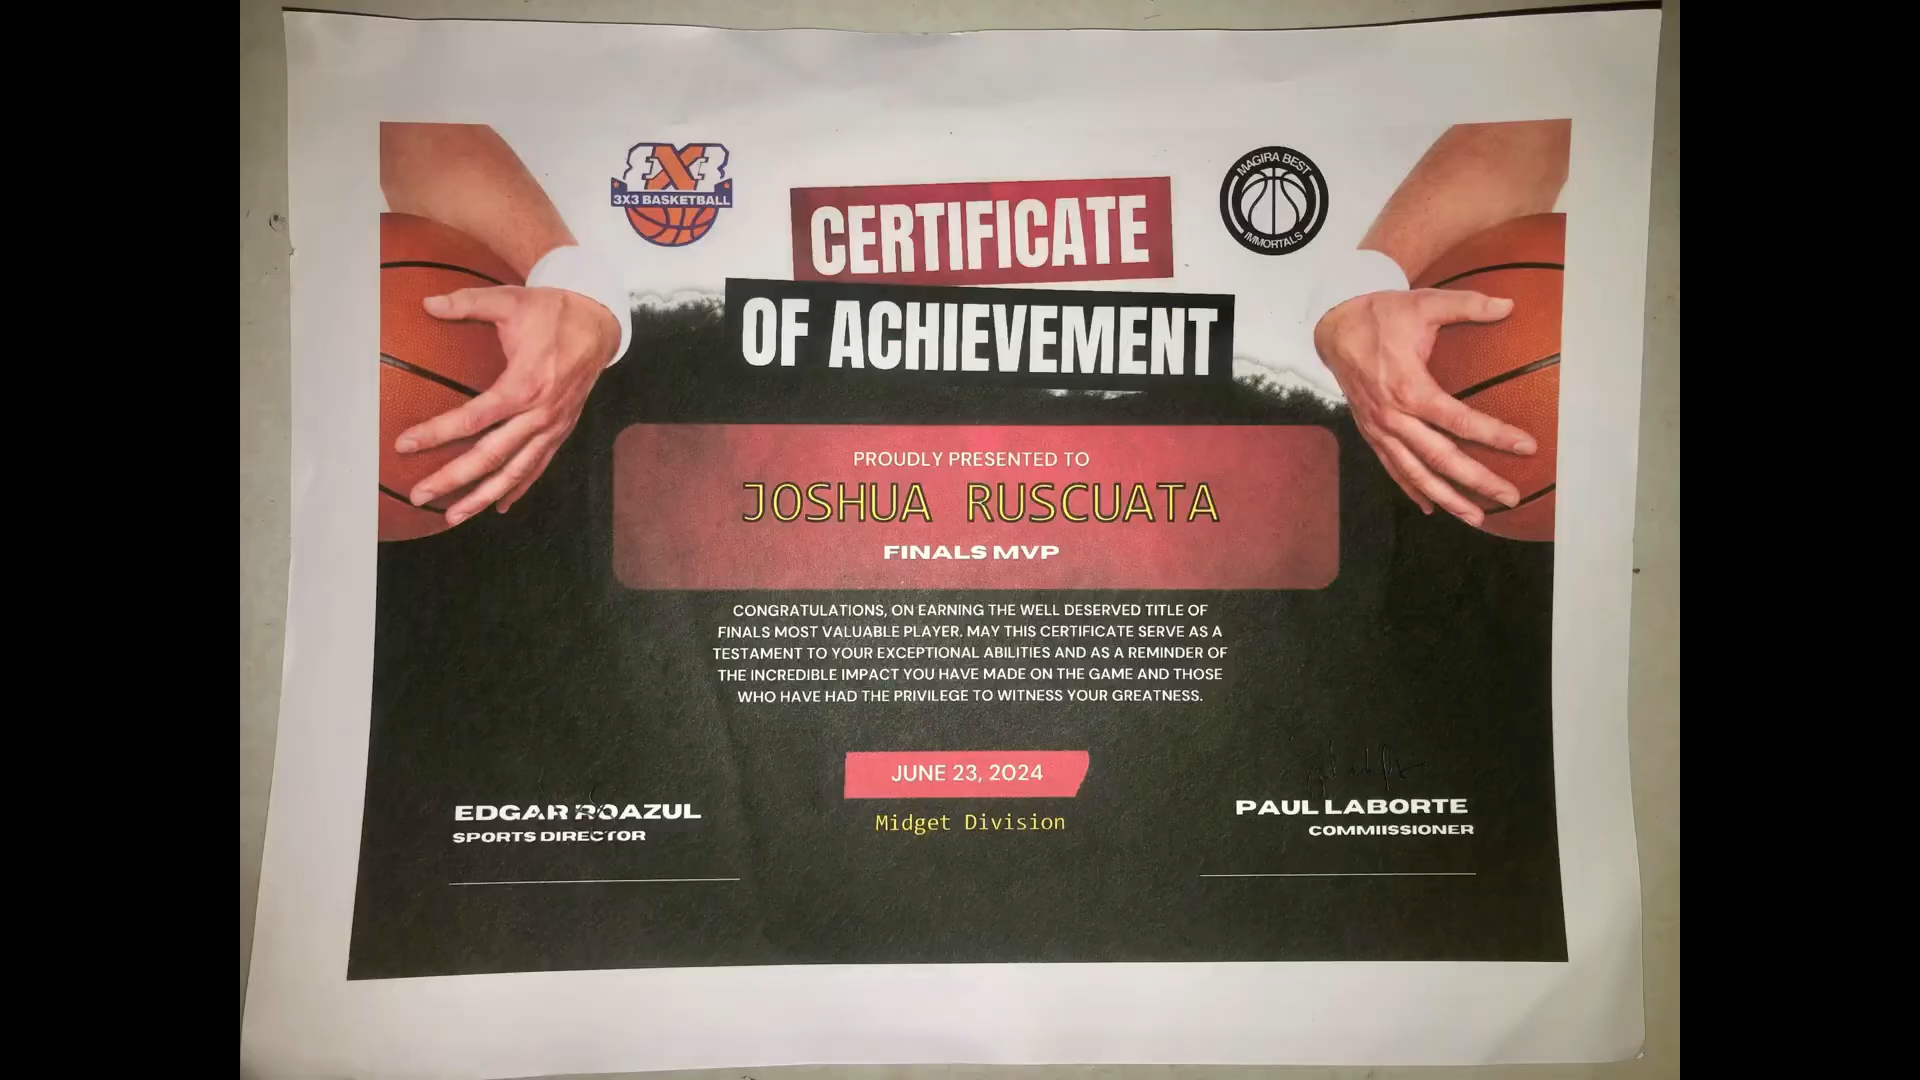 3X3
3X3 BASKETBALL
MAGIRA BEST
IMMORTALS
CERTIFICATE
OF ACHIEVEMENT
PROUDLY PRESENTED TO
JOSHUA RUSCUATA
FINALS MVP
CONGRATULATIONS, ON EARNING THE WELL DESERVED TITLE OF
FINALS MOST VALUABLE PLAYER. MAY THIS CERTIFICATE SERVE AS A
TESTAMENT TO YOUR EXCEPTIONAL ABILITIES AND AS A REMINDER OF
THE INCREDIBLE IMPACT YOU HAVE MADE ON THE GAME AND THOSE
WHO HAVE HAD THE PRIVILEGE TO WITNESS YOUR GREATNESS.
JUNE 23, 2024
Midget Division
EDGAR ROAZUL
SPORTS DIRECTOR
PAUL LABORTE
COMMIISSIONER